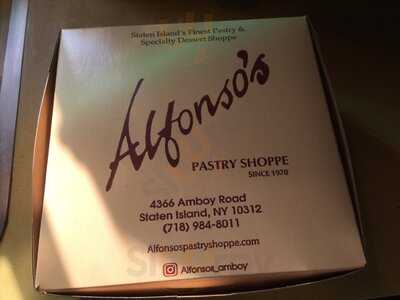 Staten Island's Finest Pastry &
Specialty Dessert Shoppe
Alfonso's
PASTRY SHOPPE
SINCE 1970
4366 Amboy Road
Staten Island, NY 10312
(718) 984-8011
Alfonsospastryshoppe.com
Alfonsos_amboy